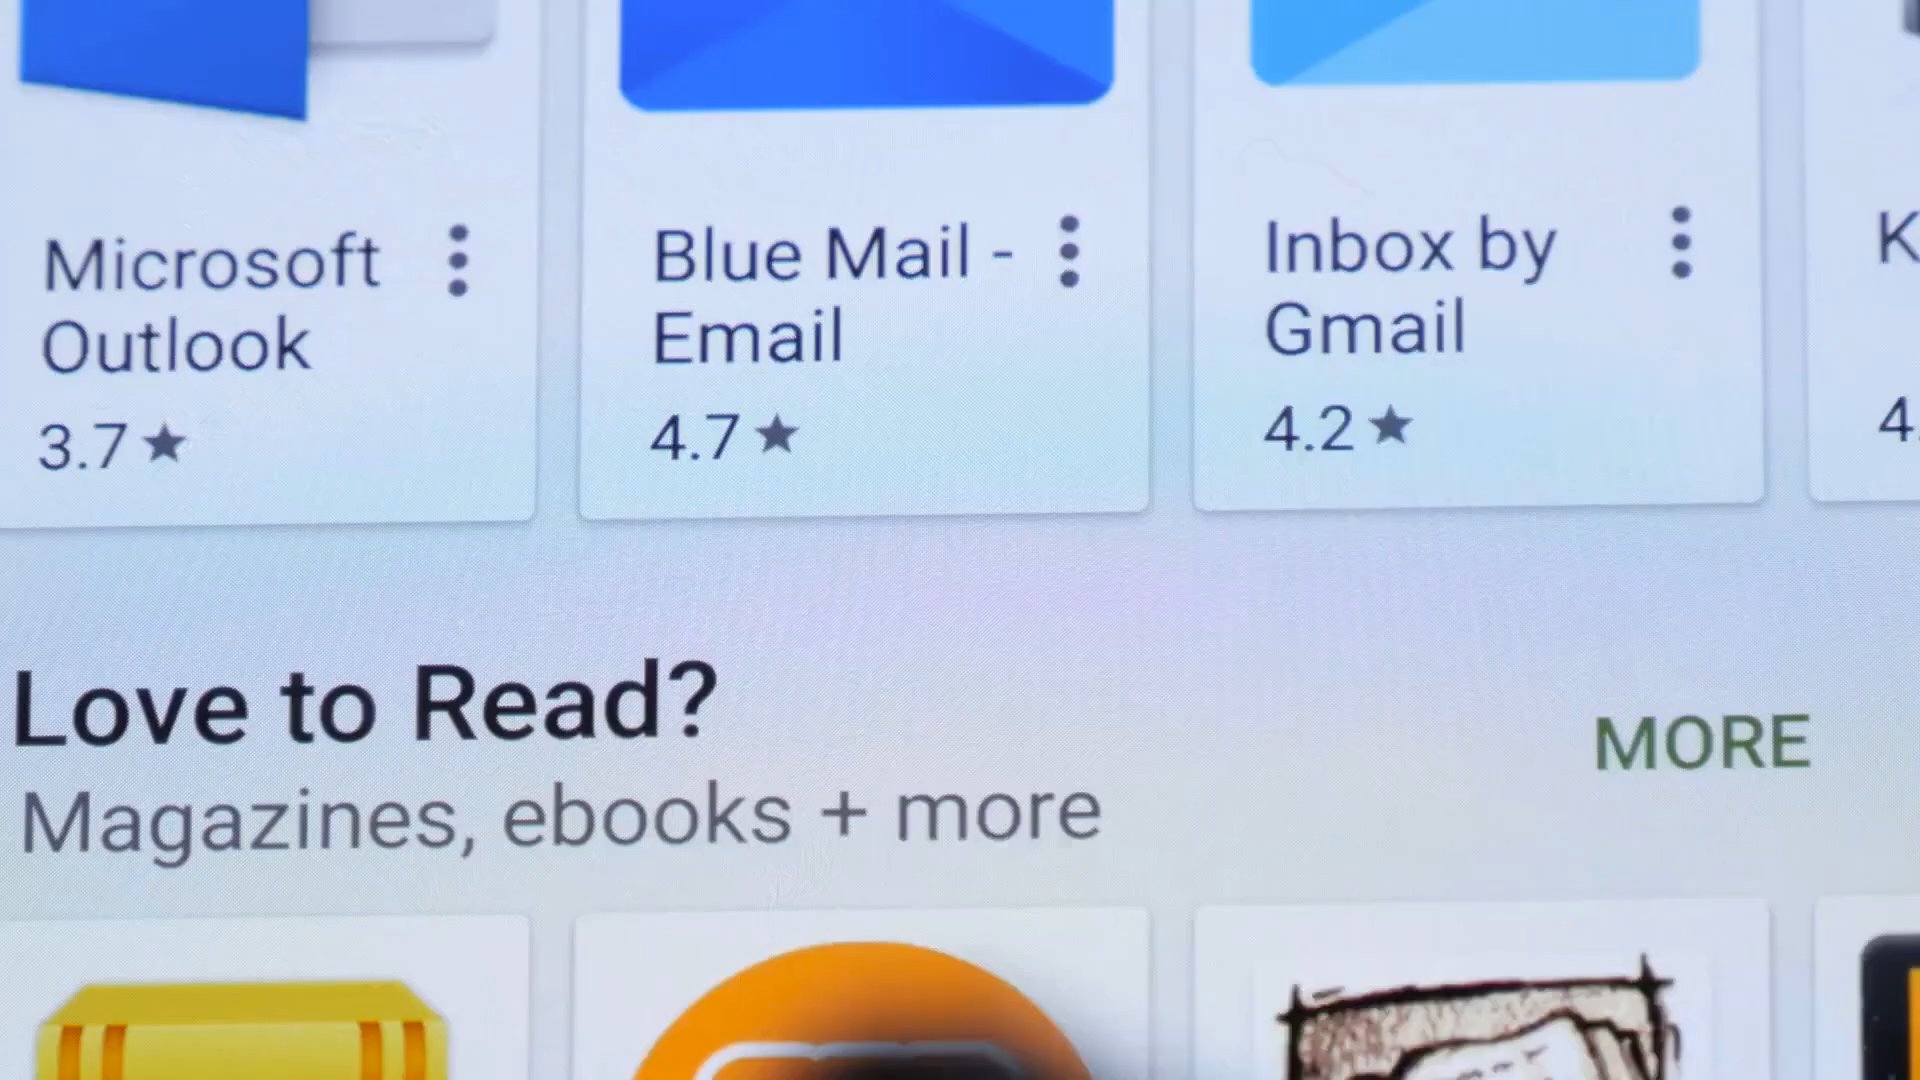 Microsoft
Outlook
3.7★
Blue Mail -
Email
4.7★
Inbox by
Gmail
4.2★
K
4.
Love to Read?
MORE
Magazines, ebooks + more